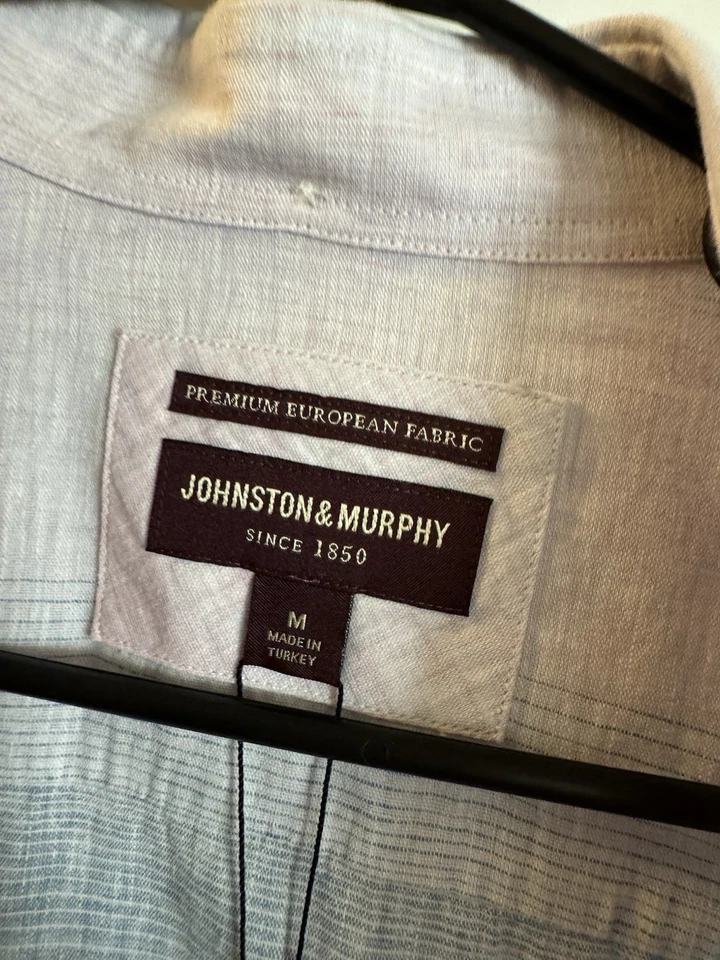 PREMIUM EUROPEAN FABRIC
JOHNSTON & MURPHY
SINCE 1850
M
MADE IN
TURKEY